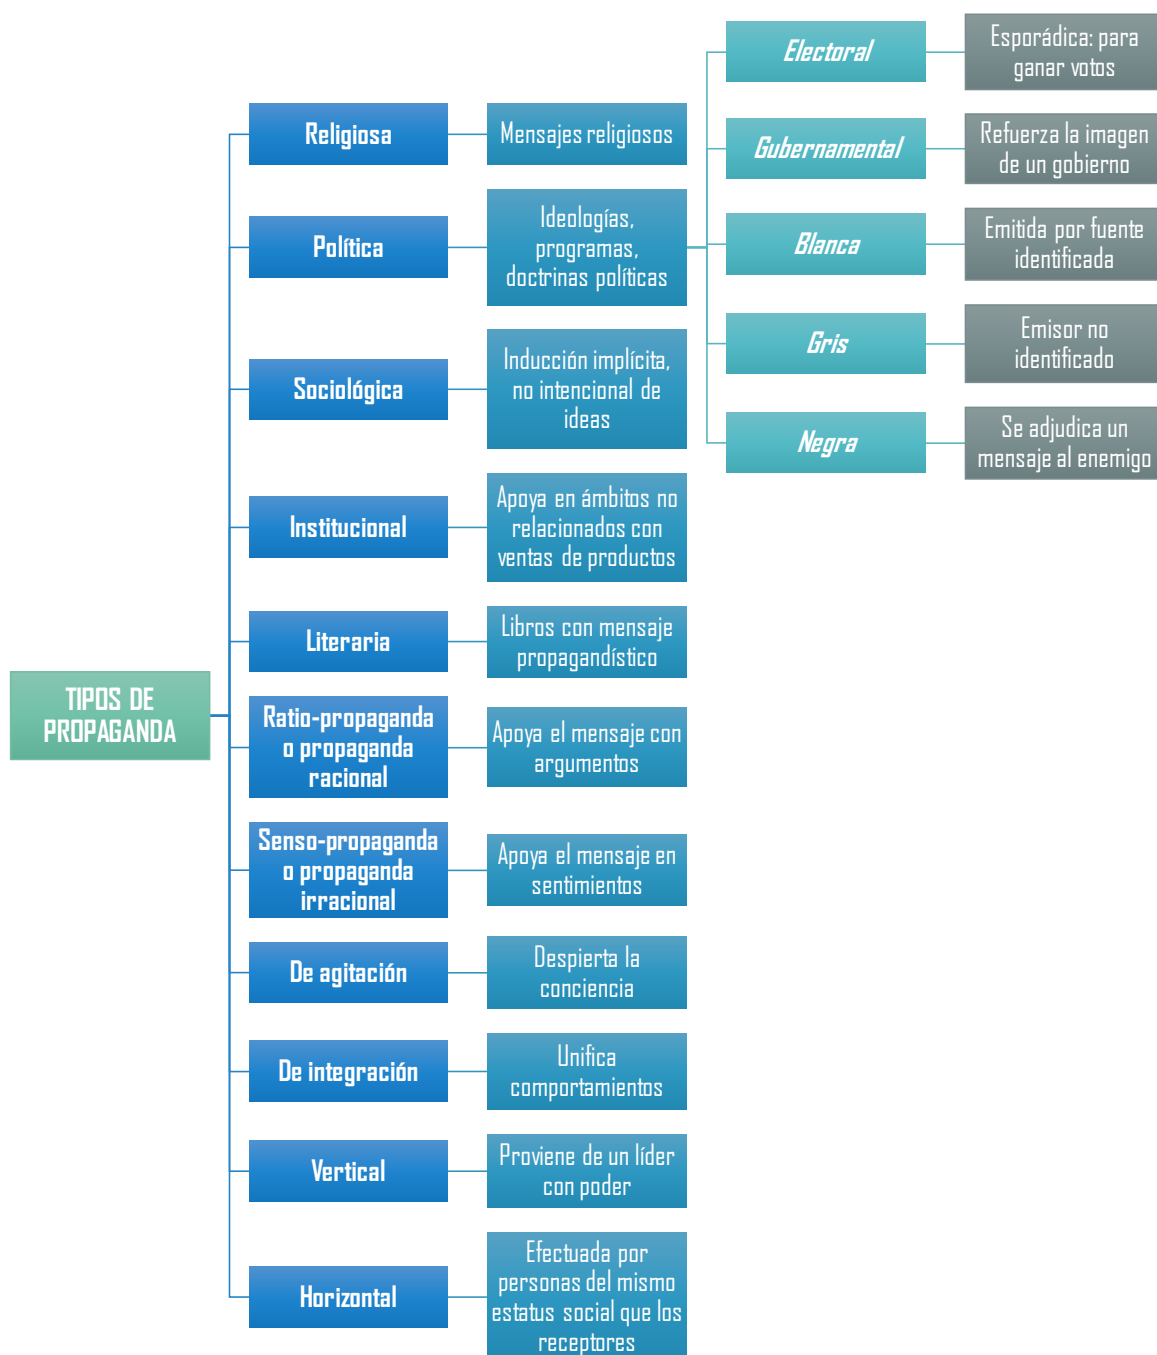 TIPOS DE
PROPAGANDA
Religiosa
Mensajes religiosos
Política
Ideologías,
programas,
doctrinas políticas
Electoral
Esporádica: para
ganar votos
Gubernamental
Refuerza la imagen
de un gobierno
Blanca
Emitida por fuente
identificada
Gris
Emisor no
identificado
Negra
Se adjudica un
mensaje al enemigo
Sociológica
Inducción implícita,
no intencional de
ideas
Institucional
Apoya en ámbitos no
relacionados con
ventas de productos
Literaria
Libros con mensaje
propagandístico
Ratio-propaganda
o propaganda
racional
Apoya el mensaje con
argumentos
Senso-propaganda
o propaganda
irracional
Apoya el mensaje en
sentimientos
De agitación
Despierta la
conciencia
De integración
Unifica
comportamientos
Vertical
Proviene de un líder
con poder
Horizontal
Efectuada por
personas del mismo
estatus social que los
receptores